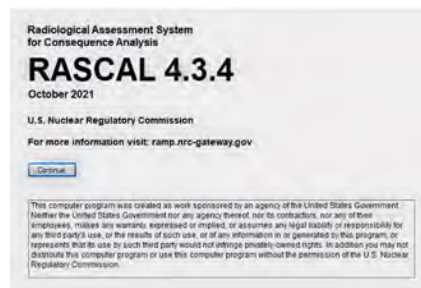 Radiological Assessment System
for Consequence Analysis
RASCAL 4.3.4
October 2021
U.S. Nuclear Regulatory Commission
For more information visit: ramp.nrc-gateway.gov
Continue
This computer program was created as work sponsored by an agency of the United States Government.
Neither the United States Government nor any agency thereof, nor its contractors, nor any of their
employees, makes any warranty, expressed or implied, or assumes any legal liability or responsibility for
any third party's use, or the results of such use, or of any information in or generated by this program, or
represents that its use by such third party would not infringe privately-owned rights. In addition you may not
distribute this computer program or use this computer program without the permission of the U.S. Nuclear
Regulatory Commission.